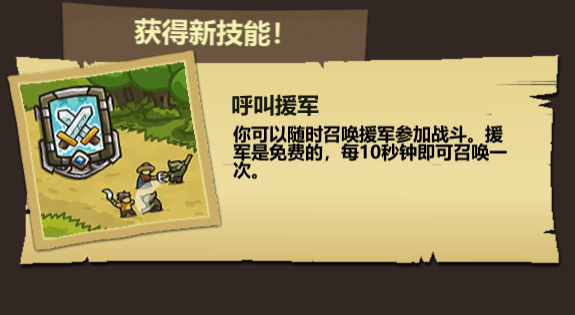 获得新技能！
呼叫援军
你可以随时召唤援军参加战斗。援
军是免费的，每10秒钟即可召唤一
次。